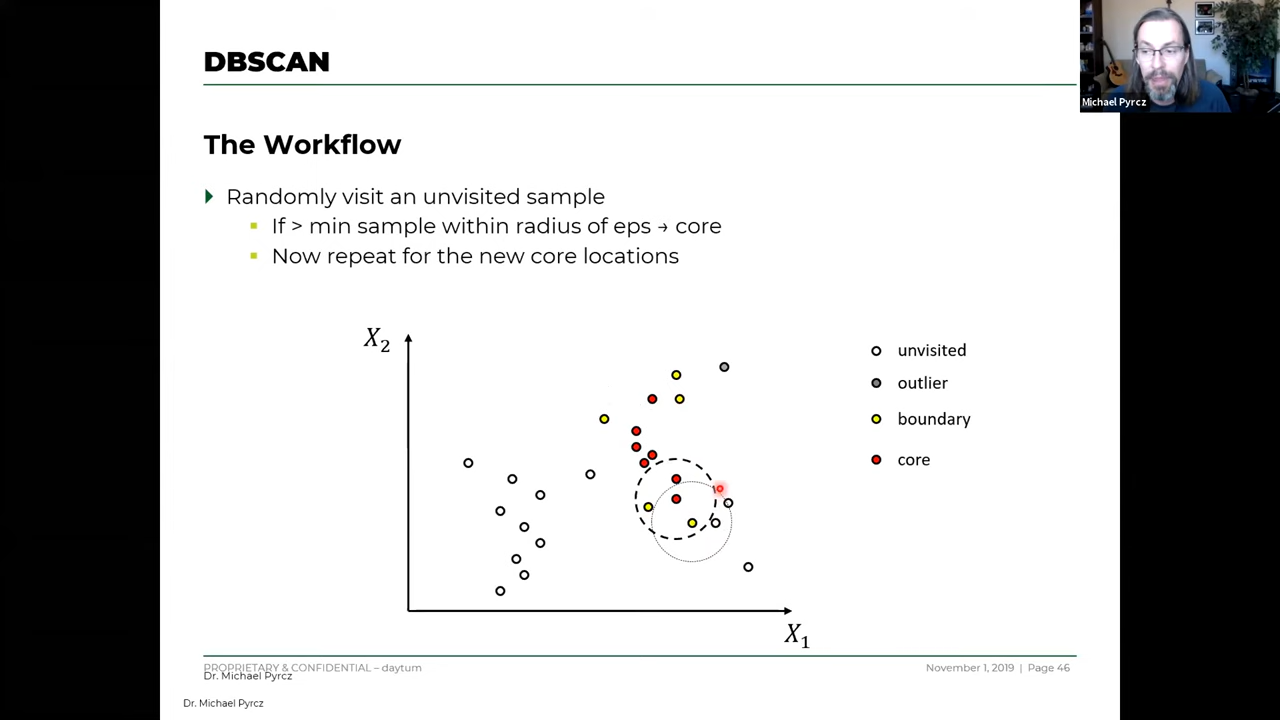 DBSCAN
Michael Pyrcz
The Workflow
Randomly visit an unvisited sample
If > min sample within radius of eps → core
Now repeat for the new core locations
X₂
unvisited
outlier
boundary
core
X₁
PROPRIETARY & CONFIDENTIAL – daytum
November 1, 2019 | Page 46
Dr. Michael Pyrcz
Dr. Michael Pyrcz